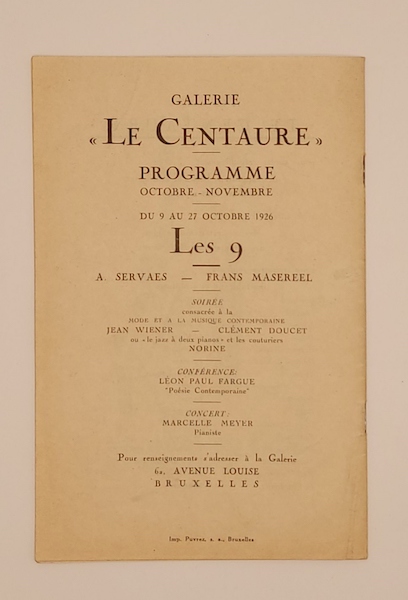 GALERIE
« LE CENTAURE »
PROGRAMME
OCTOBRE - NOVEMBRE
DU 9 AU 27 OCTOBRE 1926
Les 9
A. SERVAES — FRANS MASEREEL
SOIRÉE
consacrée à la
MODE ET A LA MUSIQUE CONTEMPORAINE
JEAN WIENER — CLÉMENT DOUCET
ou « le jazz à deux pianos » et les couturiers
NORINE
CONFÉRENCE:
LÉON PAUL FARGUE
"Poésie Contemporaine"
CONCERT:
MARCELLE MEYER
Pianiste
Pour renseignements s'adresser à la Galerie
62, AVENUE LOUISE
BRUXELLES
Imp. Puvrez, s. a., Bruxelles